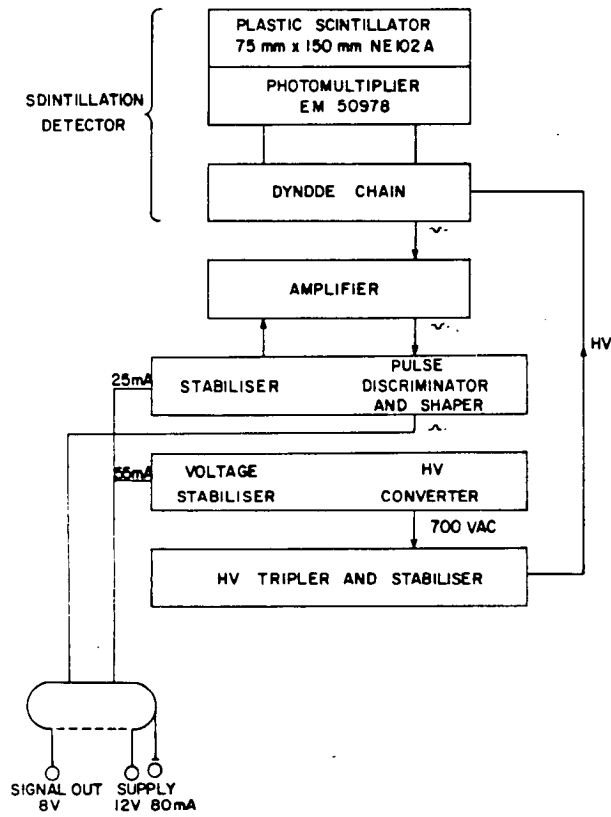 PLASTIC SCINTILLATOR
75 mm x 150 mm NE102A
PHOTOMULTIPLIER
EM 50978
SDINTILLATION
DETECTOR
DYNDDE CHAIN
AMPLIFIER
HV
25mA
STABILISER
PULSE
DISCRIMINATOR
AND SHAPER
55mA
VOLTAGE
STABILISER
HV
CONVERTER
700 VAC
HV TRIPLER AND STABILISER
SIGNAL OUT
8V
SUPPLY
12V 80mA